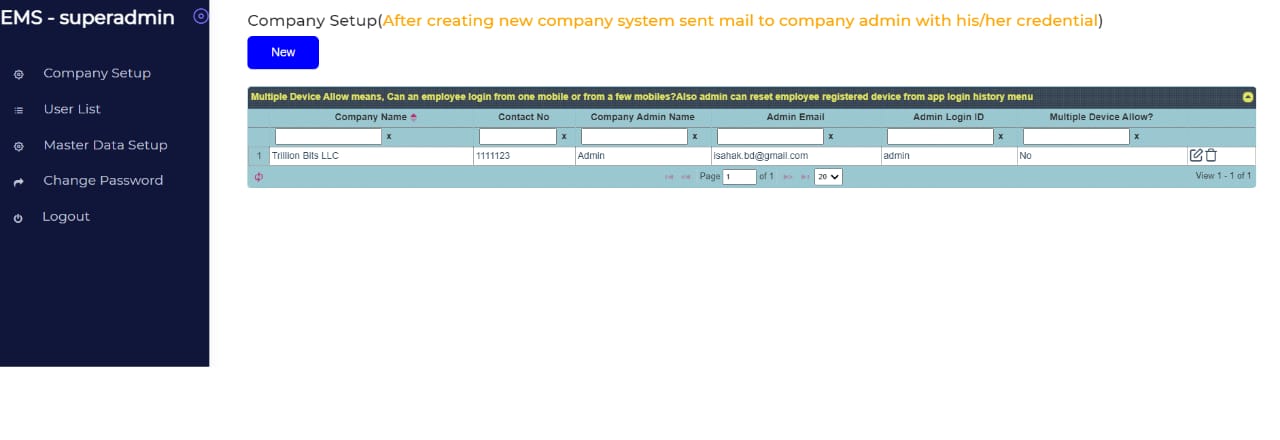 EMS - superadmin
Company Setup
User List
Master Data Setup
Change Password
Logout
Company Setup(After creating new company system sent mail to company admin with his/her credential)
New
Multiple Device Allow means, Can an employee login from one mobile or from a few mobiles?Also admin can reset employee registered device from app login history menu
Company Name Contact No Company Admin Name Admin Email Admin Login ID Multiple Device Allow?
x x x x x x
1 Trillion Bits LLC 1111123 Admin isahak.bd@gmail.com admin No
Page 1 of 1 20 View 1 - 1 of 1